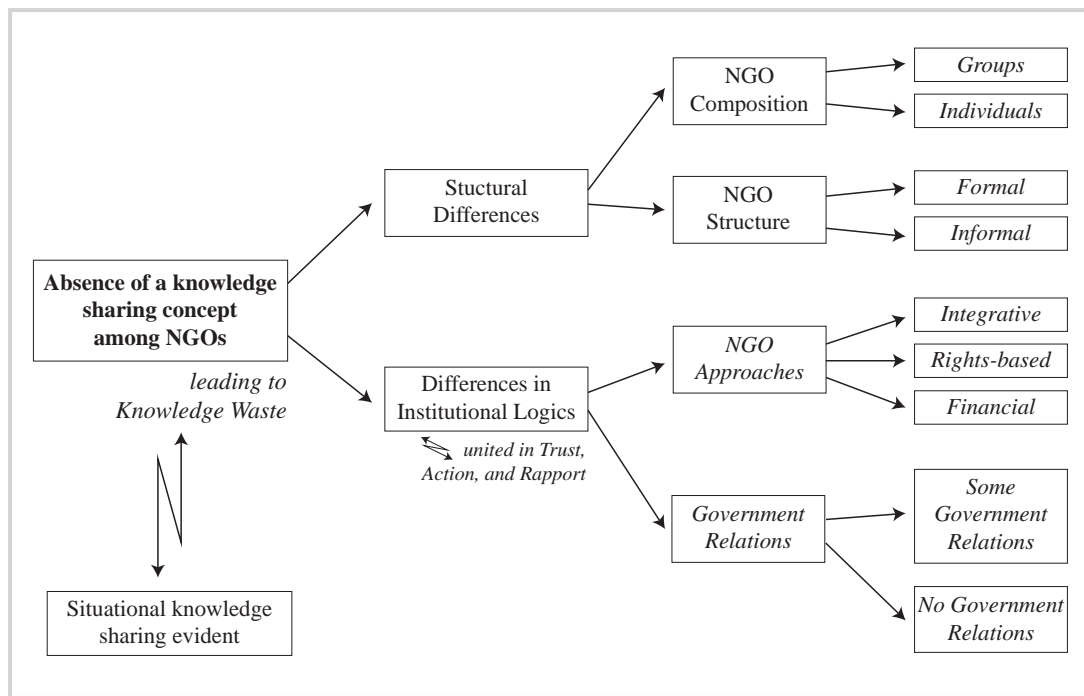 Absence of a knowledge
sharing concept
among NGOs
leading to
Knowledge Waste
Situational knowledge
sharing evident
Stuctural
Differences
Differences in
Institutional Logics
united in Trust,
Action, and Rapport
NGO
Composition
NGO
Structure
NGO
Approaches
Government
Relations
Groups
Individuals
Formal
Informal
Integrative
Rights-based
Financial
Some
Government
Relations
No Government
Relations